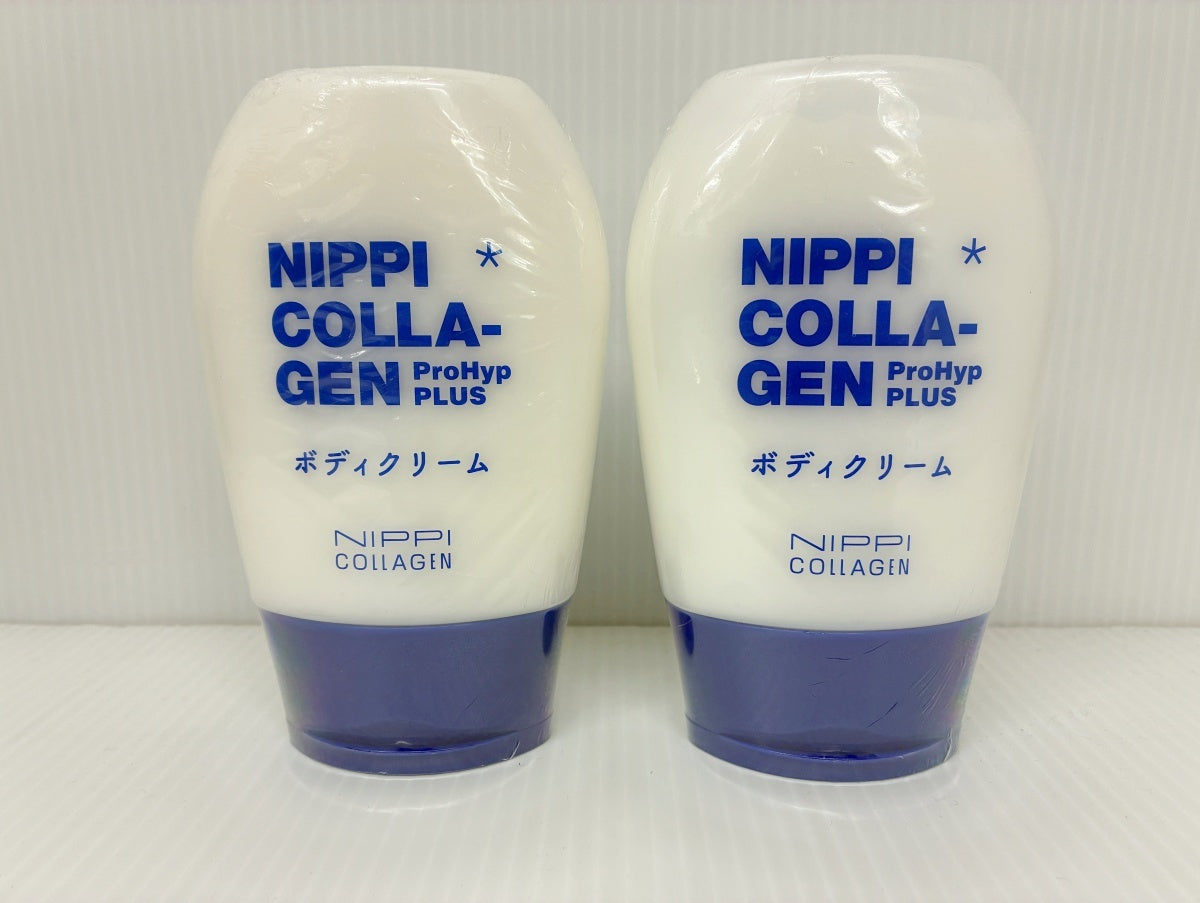 NIPPI *
COLLA-
GEN ProHyp
PLUS
ボディクリーム
NIPPI
COLLAGEN
NIPPI *
COLLA-
GEN ProHyp
PLUS
ボディクリーム
NIPPI
COLLAGEN